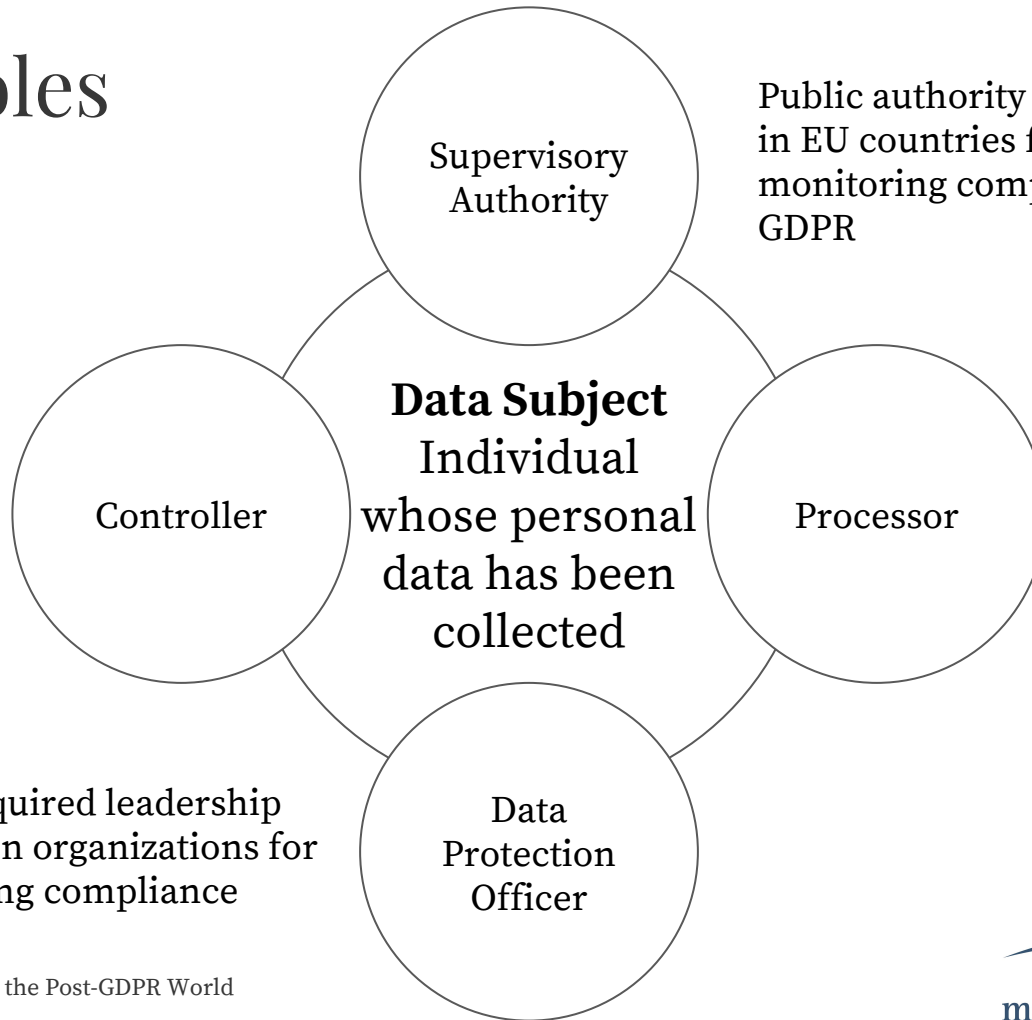 oles
Supervisory
Authority
Public authority
in EU countries f
monitoring comp
GDPR
Data Subject
Individual
whose personal
data has been
collected
Controller
Processor
quired leadership
n organizations for
ng compliance
Data
Protection
Officer
the Post-GDPR World
m